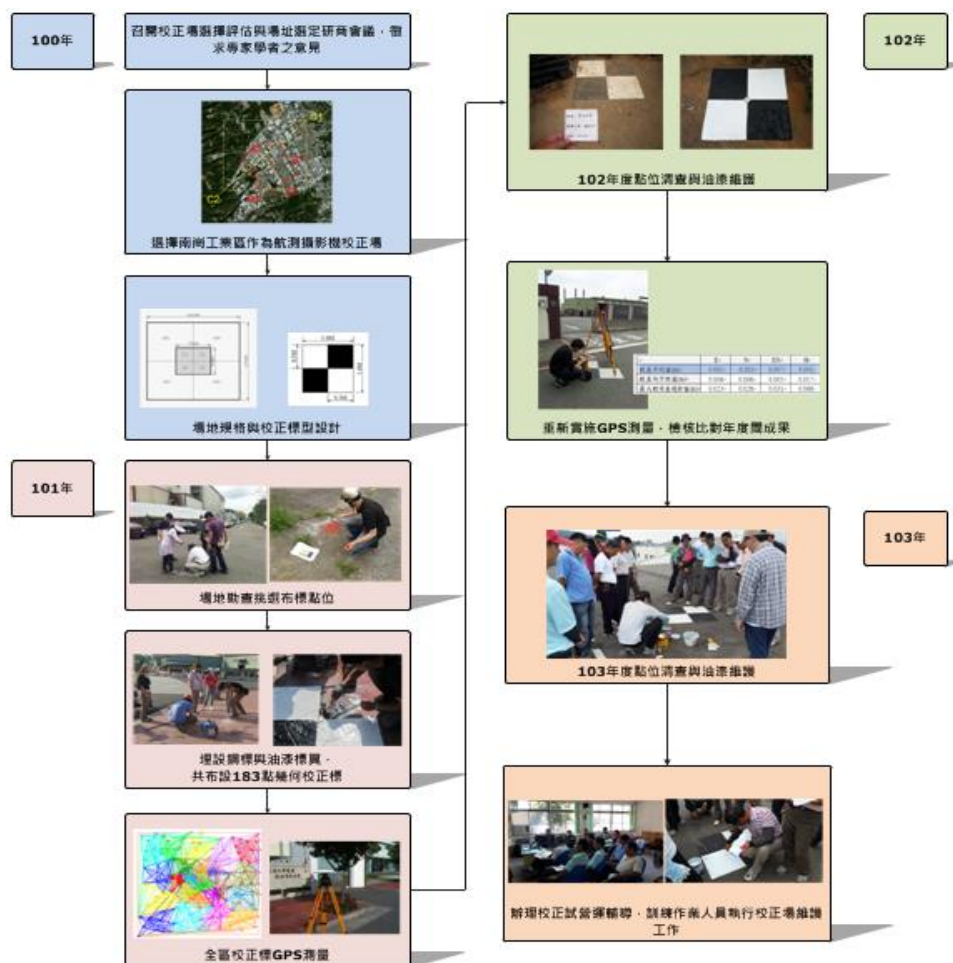 100年
召開校正場選擇評估與場址選定研商會議，徵
求專家學者之意見
選擇南崗工業區作為航測攝影機校正場
場地規格與校正標型設計
101年
場地勘查挑選布標點位
埋設鋼標與油漆標異，
共布設183點幾何校正標
全區校正標GPS測量
102年
102年度點位清查與油漆維護
重新實施GPS測量，檢核比對年度間成果
103年
103年度點位清查與油漆維護
辦理校正試營運輔導，訓練作業人員執行校正場維護
工作